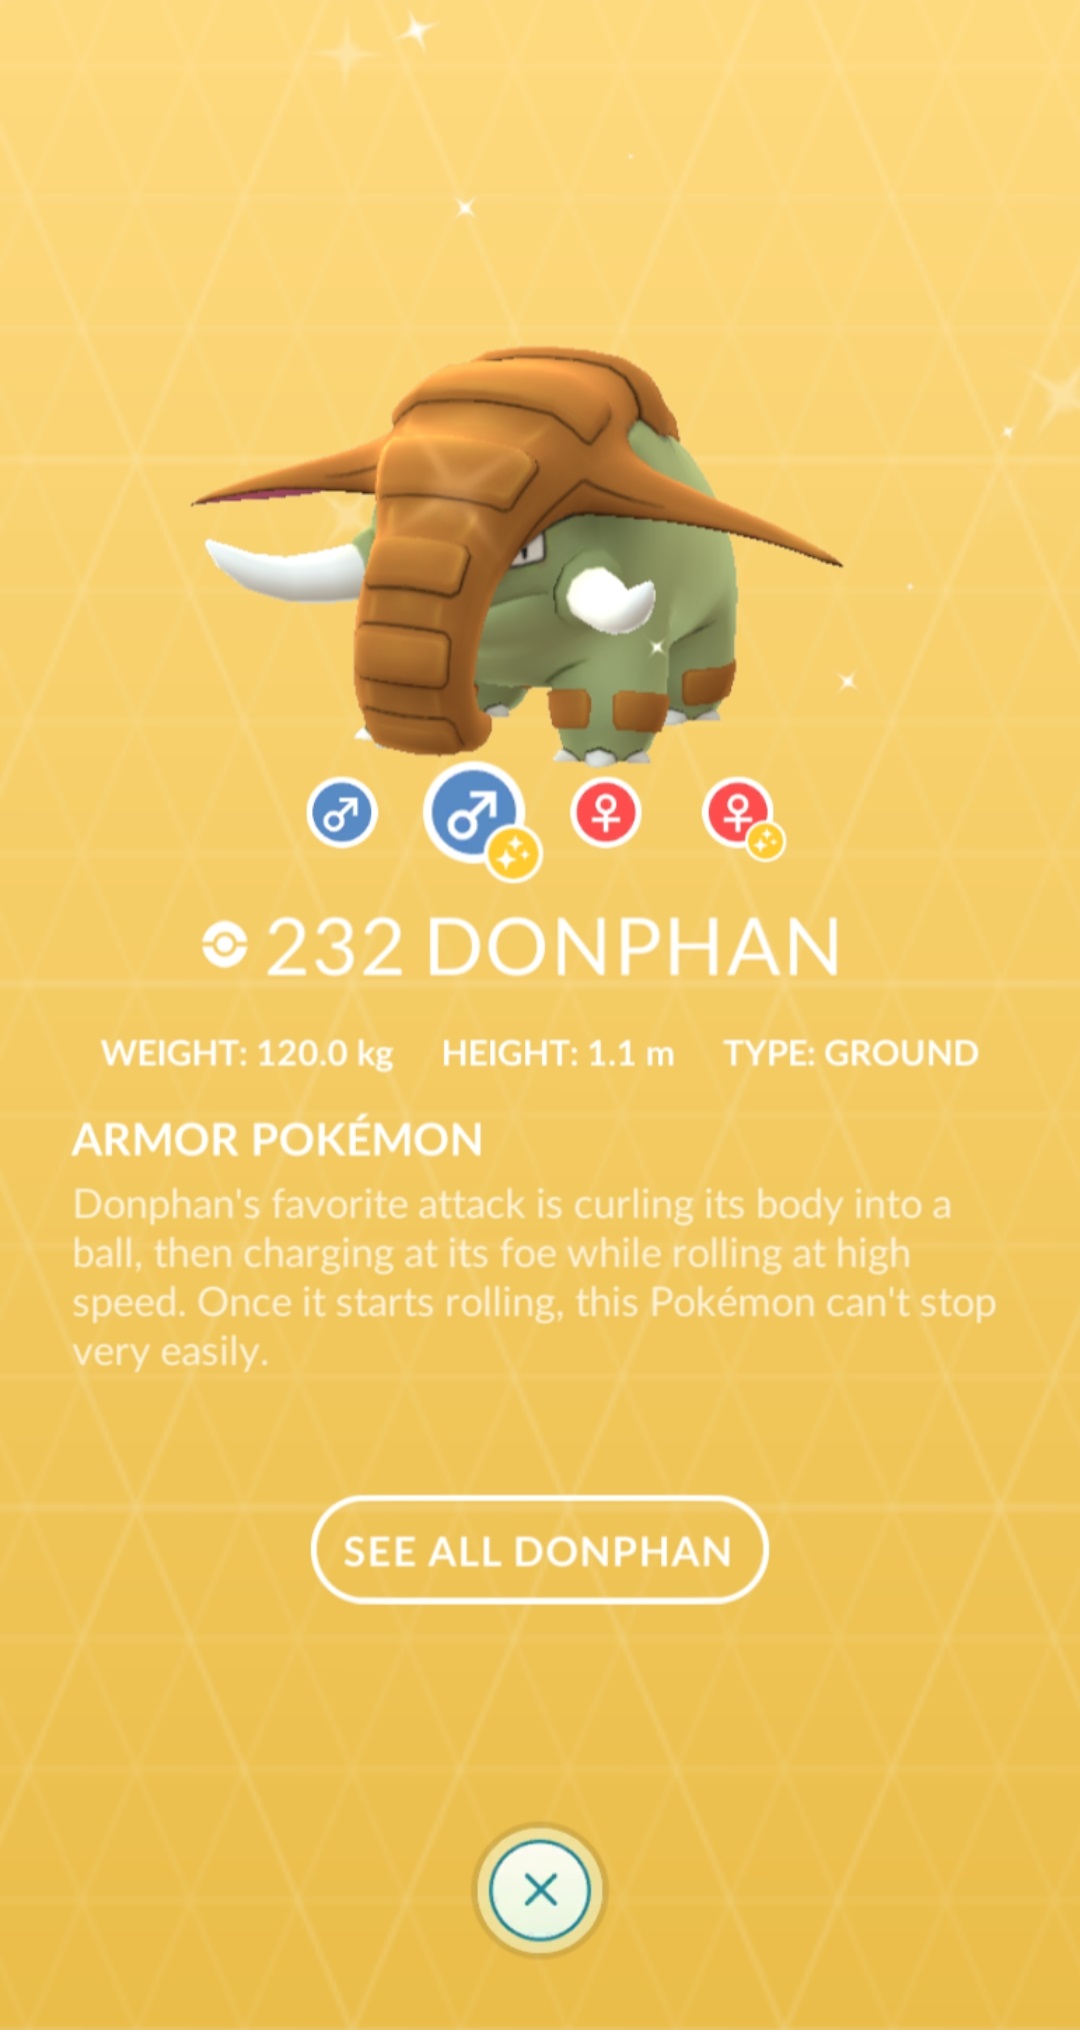 232 DONPHAN
WEIGHT: 120.0 kg HEIGHT: 1.1 m TYPE: GROUND
ARMOR POKÉMON
Donphan's favorite attack is curling its body into a
ball, then charging at its foe while rolling at high
speed. Once it starts rolling, this Pokémon can't stop
very easily.
SEE ALL DONPHAN